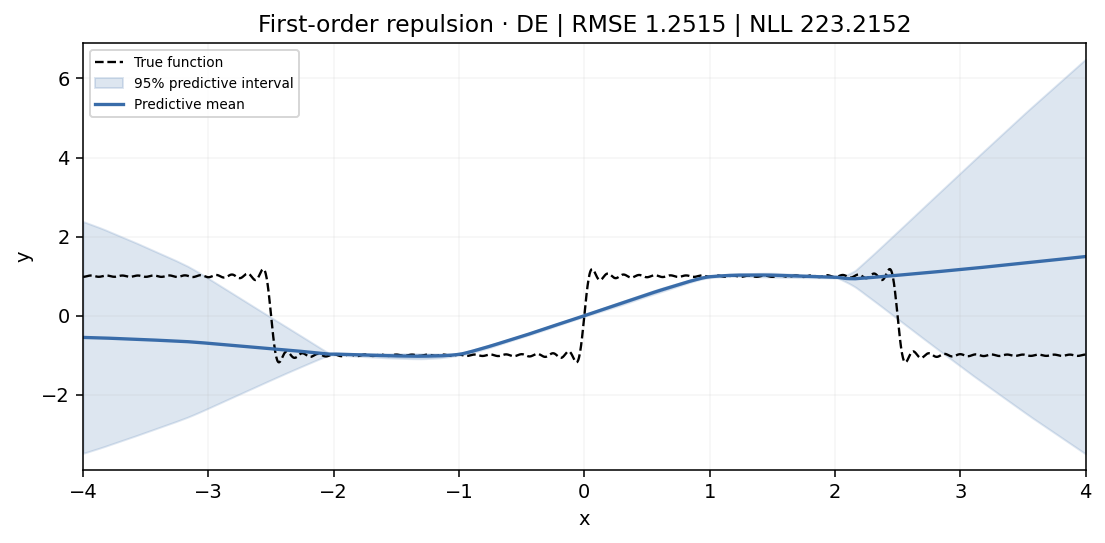 First-order repulsion · DE | RMSE 1.2515 | NLL 223.2152
True function
95% predictive interval
Predictive mean
y
6
4
2
0
−2
−4 −3 −2 −1 0 1 2 3 4
x